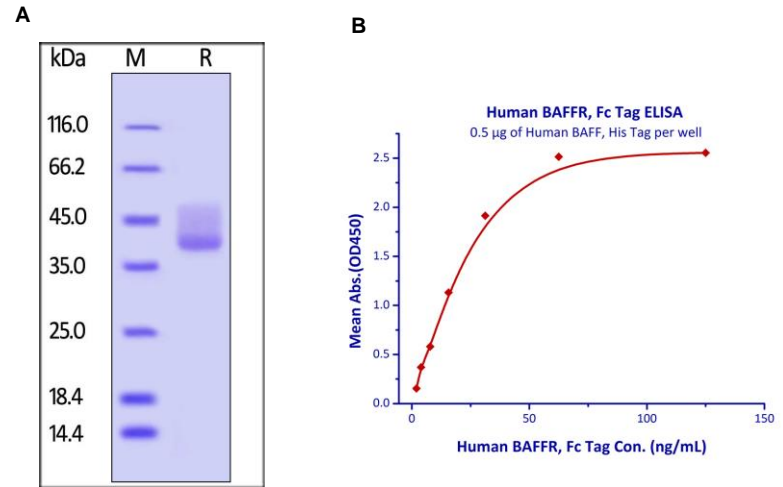 A
kDa M R
116.0
66.2
45.0
35.0
25.0
18.4
14.4
B
Human BAFFR, Fc Tag ELISA
0.5 µg of Human BAFF, His Tag per well
Mean Abs.(OD450)
2.5
2.0
1.5
1.0
0.5
0.0
0 50 100 150
Human BAFFR, Fc Tag Con. (ng/mL)